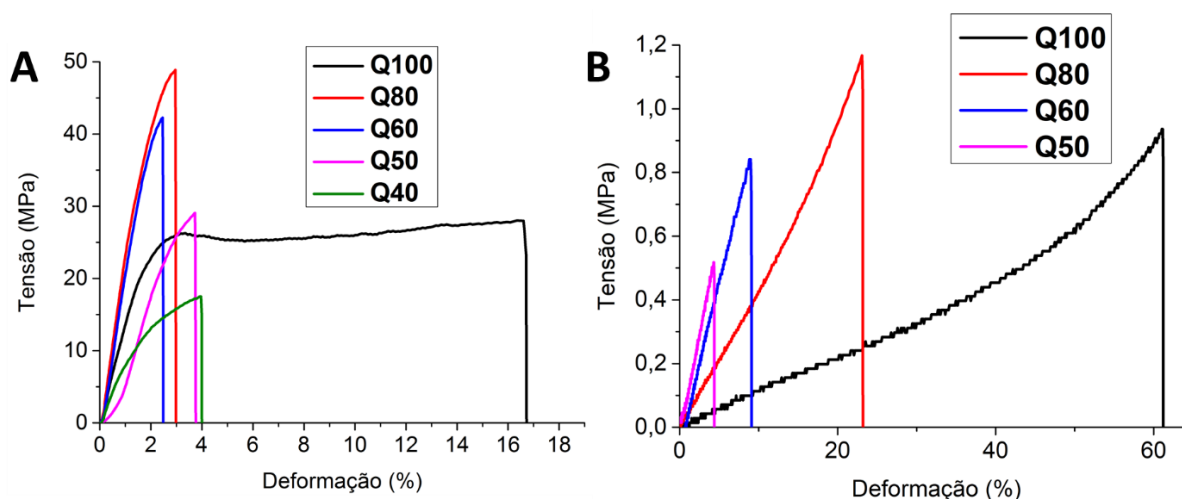 A
Q100
Q80
Q60
Q50
Q40
50
40
30
20
10
0
Tensão (MPa)
0 2 4 6 8 10 12 14 16 18
Deformação (%)
B
Q100
Q80
Q60
Q50
1,2
1,0
0,8
0,6
0,4
0,2
0,0
Tensão (MPa)
0 20 40 60
Deformação (%)